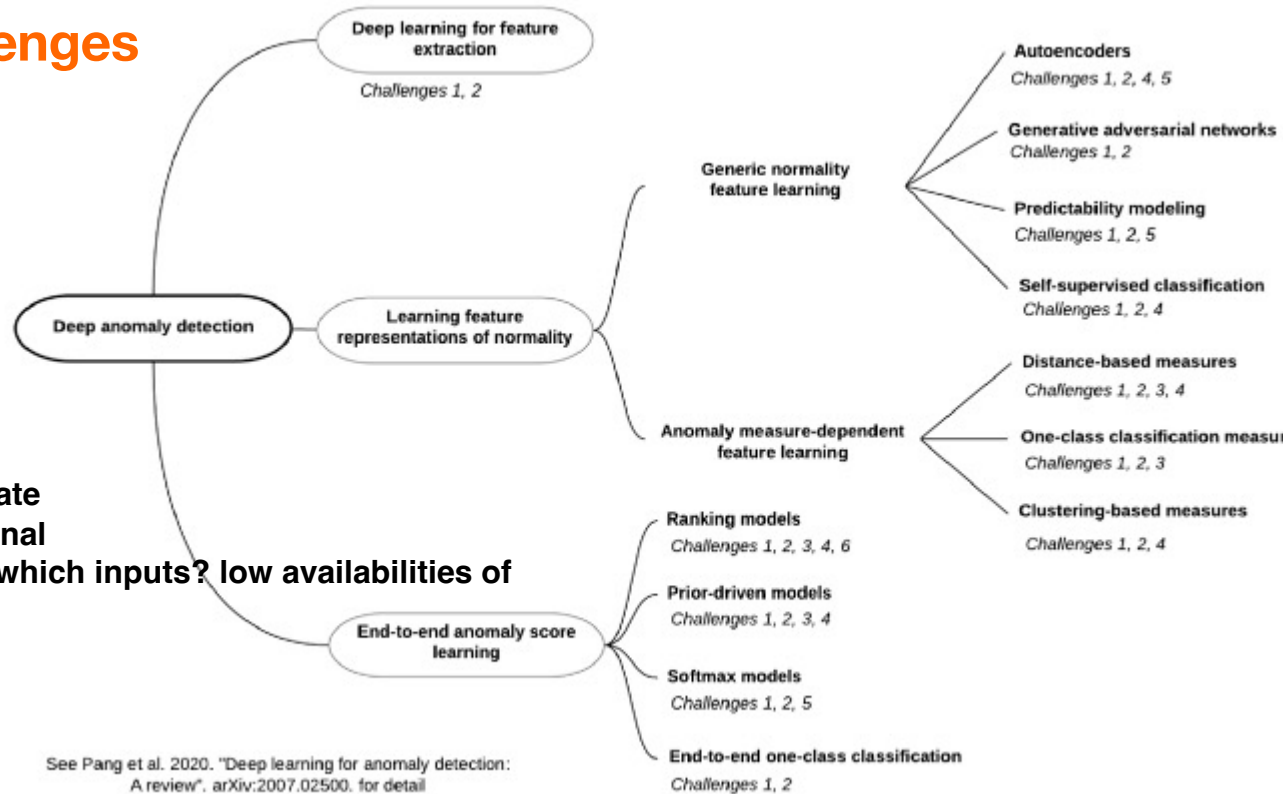 enges
Deep learning for feature
extraction
Challenges 1, 2
Autoencoders
Challenges 1, 2, 4, 5
Generative adversarial networks
Challenges 1, 2
Generic normality
feature learning
Predictability modeling
Challenges 1, 2, 5
Self-supervised classification
Challenges 1, 2, 4
Deep anomaly detection
Learning feature
representations of normality
Distance-based measures
Challenges 1, 2, 3, 4
Anomaly measure-dependent
feature learning
One-class classification measur
Challenges 1, 2, 3
Clustering-based measures
Challenges 1, 2, 4
ate
nal
which inputs? low availabilities of
Ranking models
Challenges 1, 2, 3, 4, 6
Prior-driven models
Challenges 1, 2, 3, 4
End-to-end anomaly score
learning
Softmax models
Challenges 1, 2, 5
End-to-end one-class classification
Challenges 1, 2
See Pang et al. 2020. "Deep learning for anomaly detection:
A review". arXiv:2007.02500. for detail